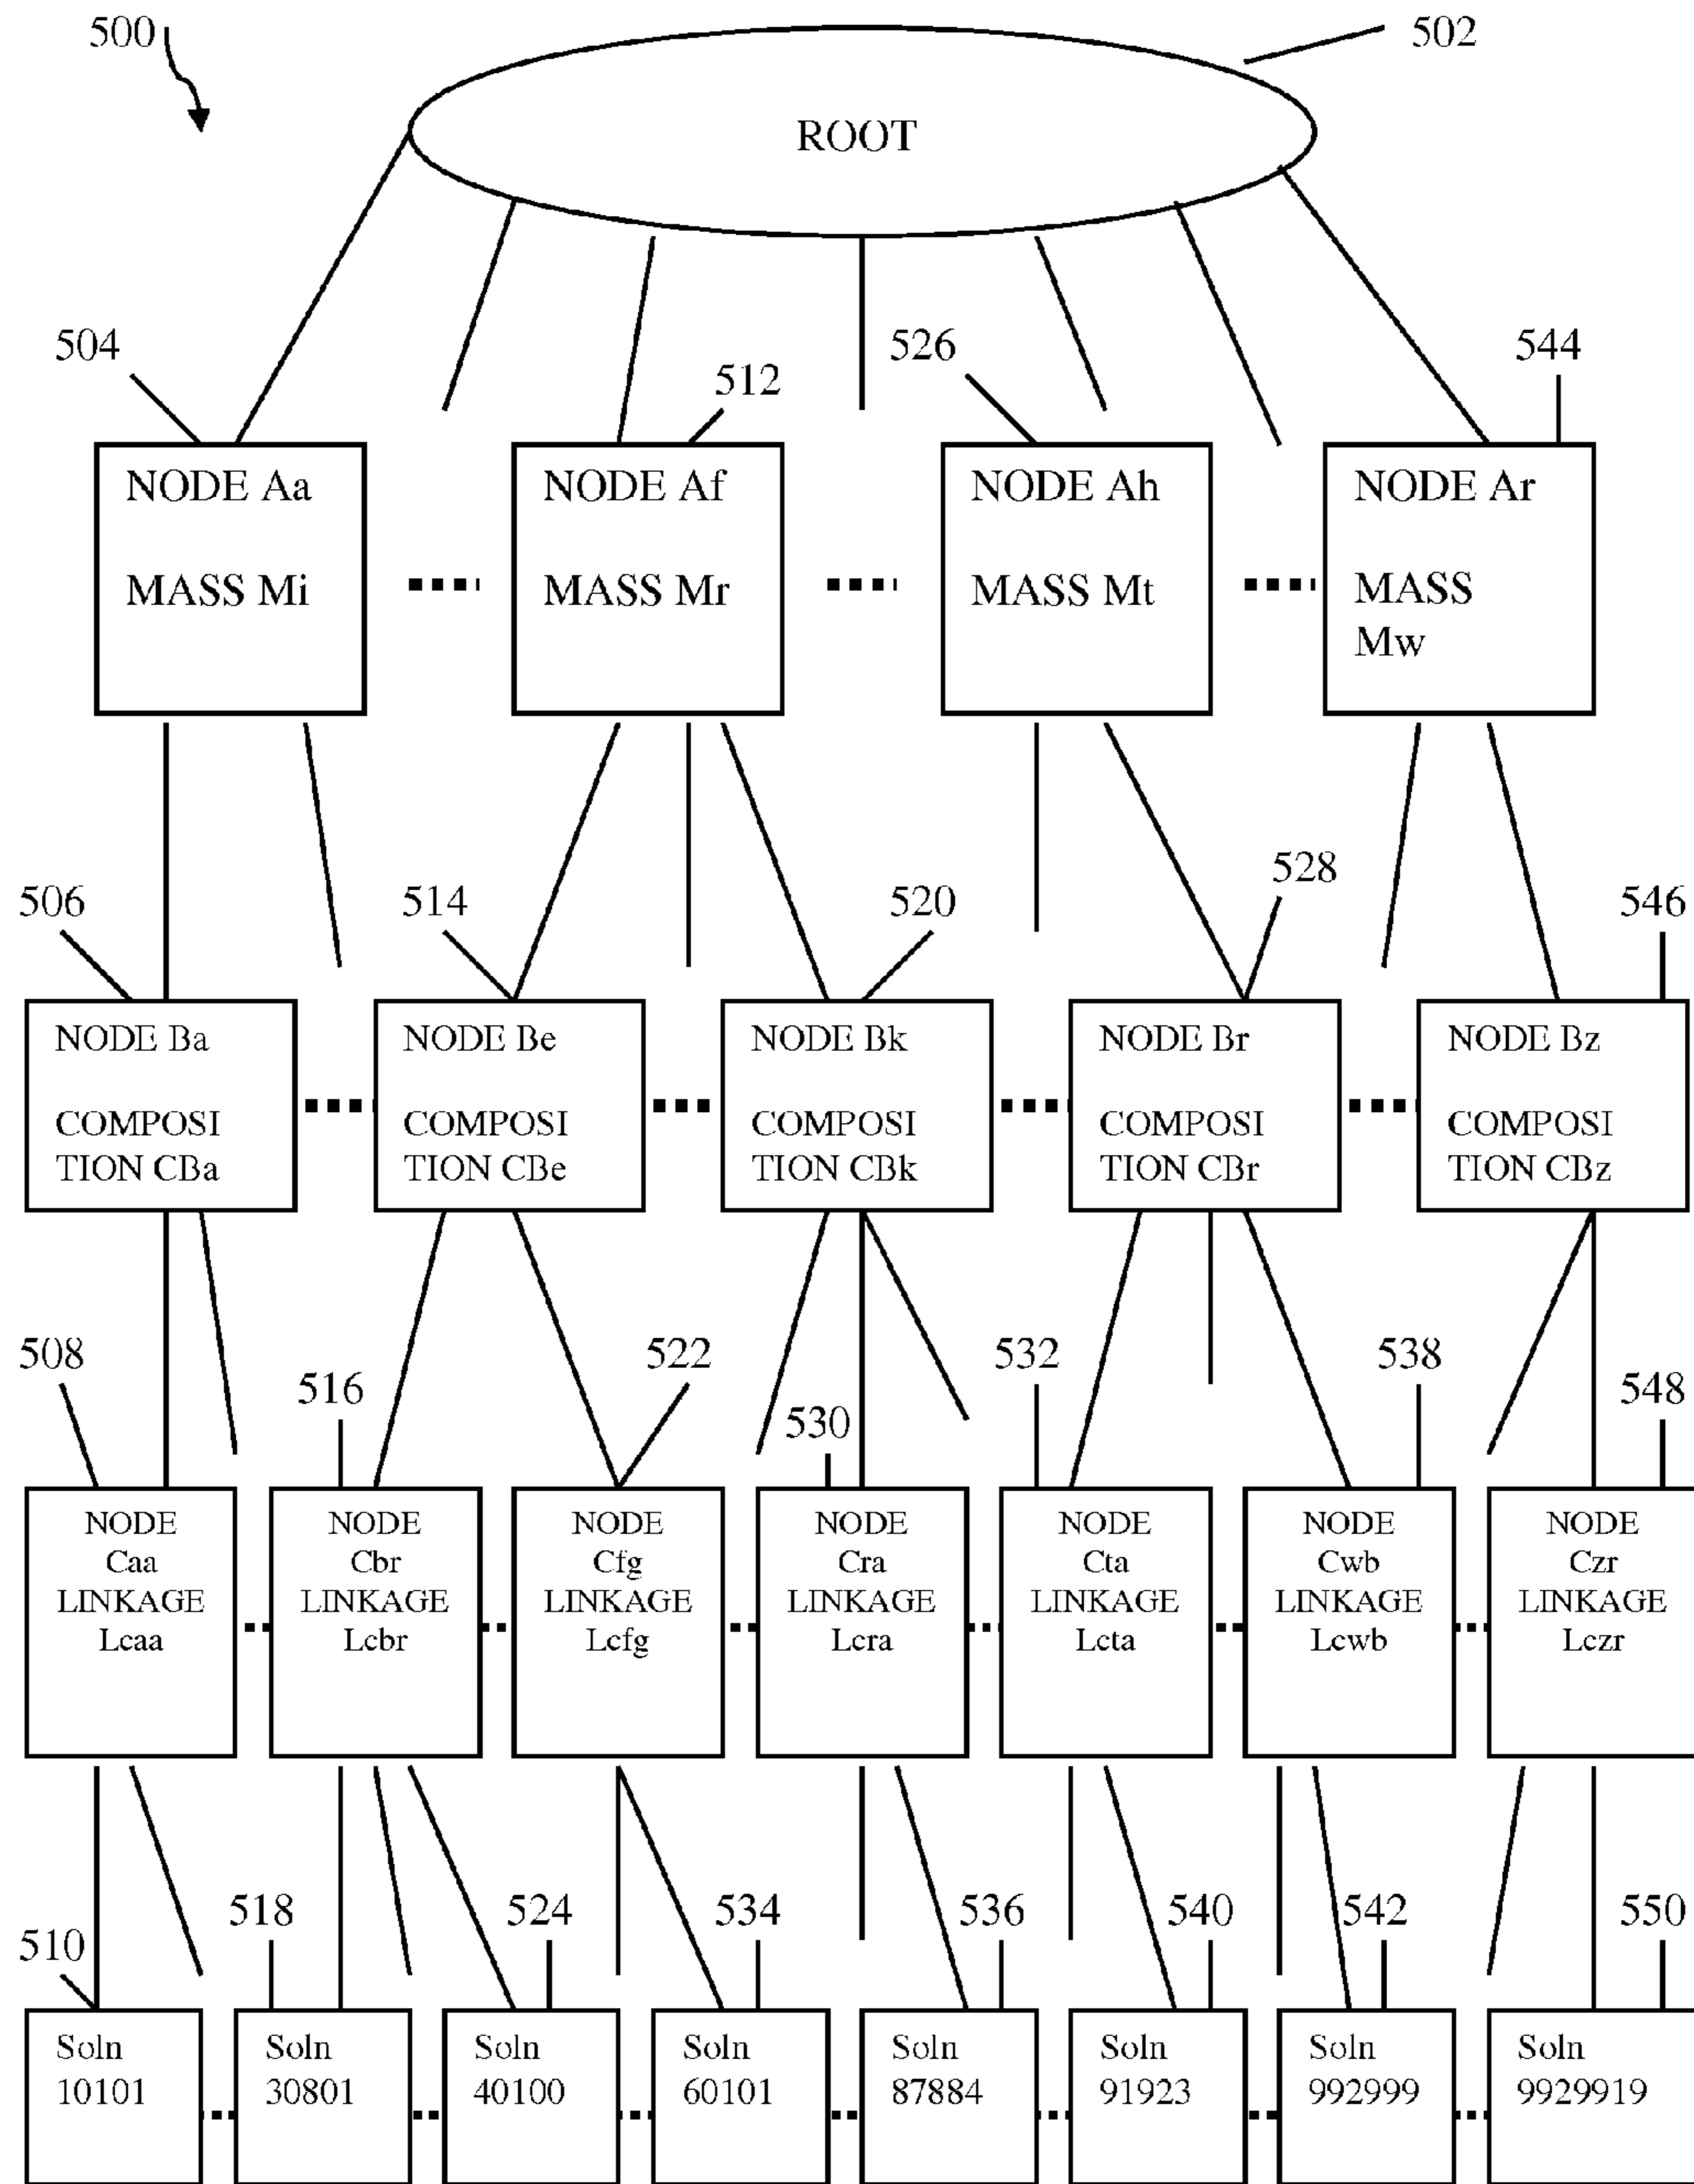 500
502
ROOT
504
512
526
544
NODE Aa
MASS Mi
NODE Af
MASS Mr
NODE Ah
MASS Mt
NODE Ar
MASS
Mw
506
514
520
528
546
NODE Ba
COMPOSI
TION CBa
NODE Be
COMPOSI
TION CBe
NODE Bk
COMPOSI
TION CBk
NODE Br
COMPOSI
TION CBr
NODE Bz
COMPOSI
TION CBz
508
516
522
530
532
538
548
NODE
Caa
LINKAGE
Lcaa
NODE
Cbr
LINKAGE
Lcbr
NODE
Cfg
LINKAGE
Lcfg
NODE
Cra
LINKAGE
Lcra
NODE
Cta
LINKAGE
Lcta
NODE
Cwb
LINKAGE
Lcwb
NODE
Czr
LINKAGE
Lczr
510
518
524
534
536
540
542
550
Soln
10101
Soln
30801
Soln
40100
Soln
60101
Soln
87884
Soln
91923
Soln
992999
Soln
9929919